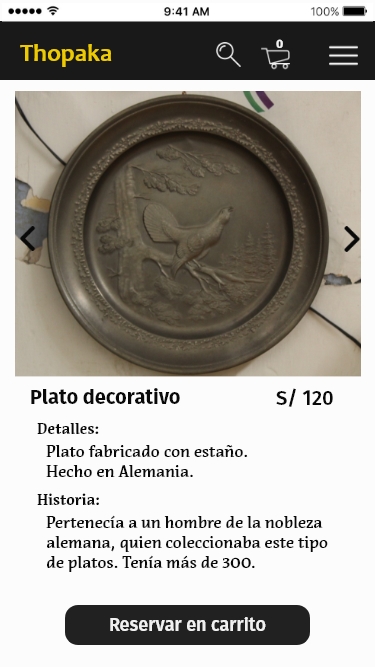 9:41 AM
100%
Thopaka
0
Plato decorativo
S/ 120
Detalles:
Plato fabricado con estaño.
Hecho en Alemania.
Historia:
Pertenecía a un hombre de la nobleza
alemana, quien coleccionaba este tipo
de platos. Tenía más de 300.
Reservar en carrito